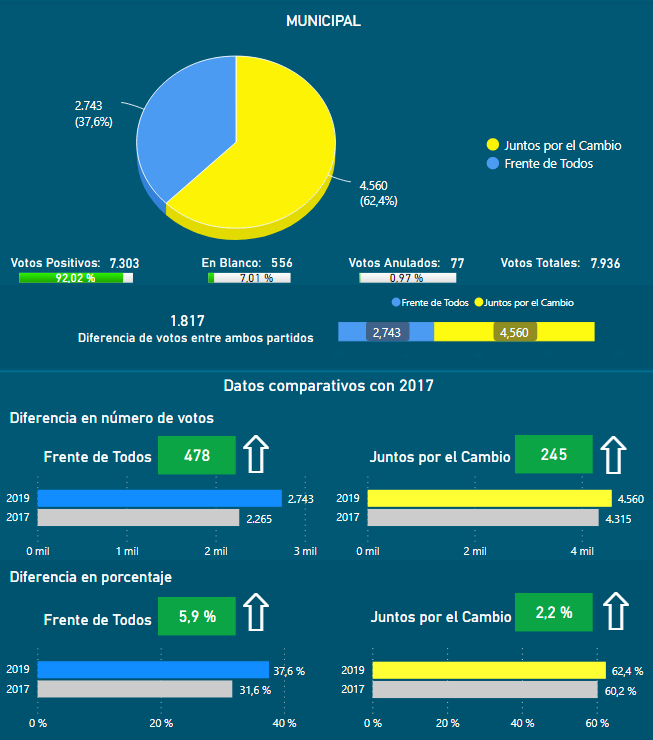 MUNICIPAL
2.743
(37,6%)
Juntos por el Cambio
Frente de Todos
4.560
(62,4%)
Votos Positivos: 7.303
92,02 %
En Blanco: 556
7,01 %
Votos Anulados: 77
0,97 %
Votos Totales: 7.936
1.817
Diferencia de votos entre ambos partidos
Frente de Todos Juntos por el Cambio
2,743 4,560
Datos comparativos con 2017
Diferencia en número de votos
Frente de Todos 478
Juntos por el Cambio 245
2019 2.743
2017 2.265
0 mil 1 mil 2 mil 3 mil
2019 4.560
2017 4.315
0 mil 2 mil 4 mil
Diferencia en porcentaje
Frente de Todos 5,9 %
Juntos por el Cambio 2,2 %
2019 37,6 %
2017 31,6 %
0 % 20 % 40 %
2019 62,4 %
2017 60,2 %
0 % 20 % 40 % 60 %